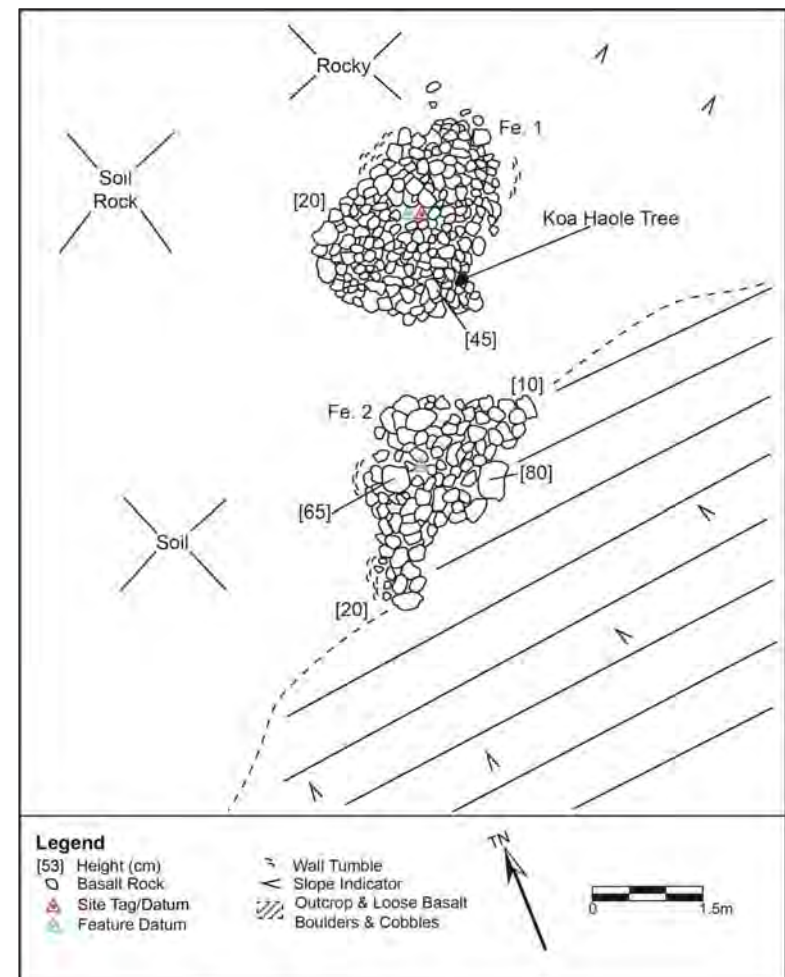 Rocky
Fe. 1
Soil
Rock
[20]
Koa Haole Tree
[45]
[10]
Fe. 2
[80]
[65]
Soil
[20]
Legend
[53] Height (cm)
Basalt Rock
Site Tag/Datum
Feature Datum
Wall Tumble
Slope Indicator
Outcrop & Loose Basalt
Boulders & Cobbles
TN
0 1.5m